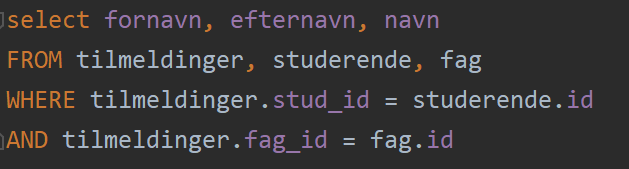 select fornavn, efternavn, navn
FROM tilmeldinger, studerende, fag
WHERE tilmeldinger.stud_id = studerende.id
AND tilmeldinger.fag_id = fag.id